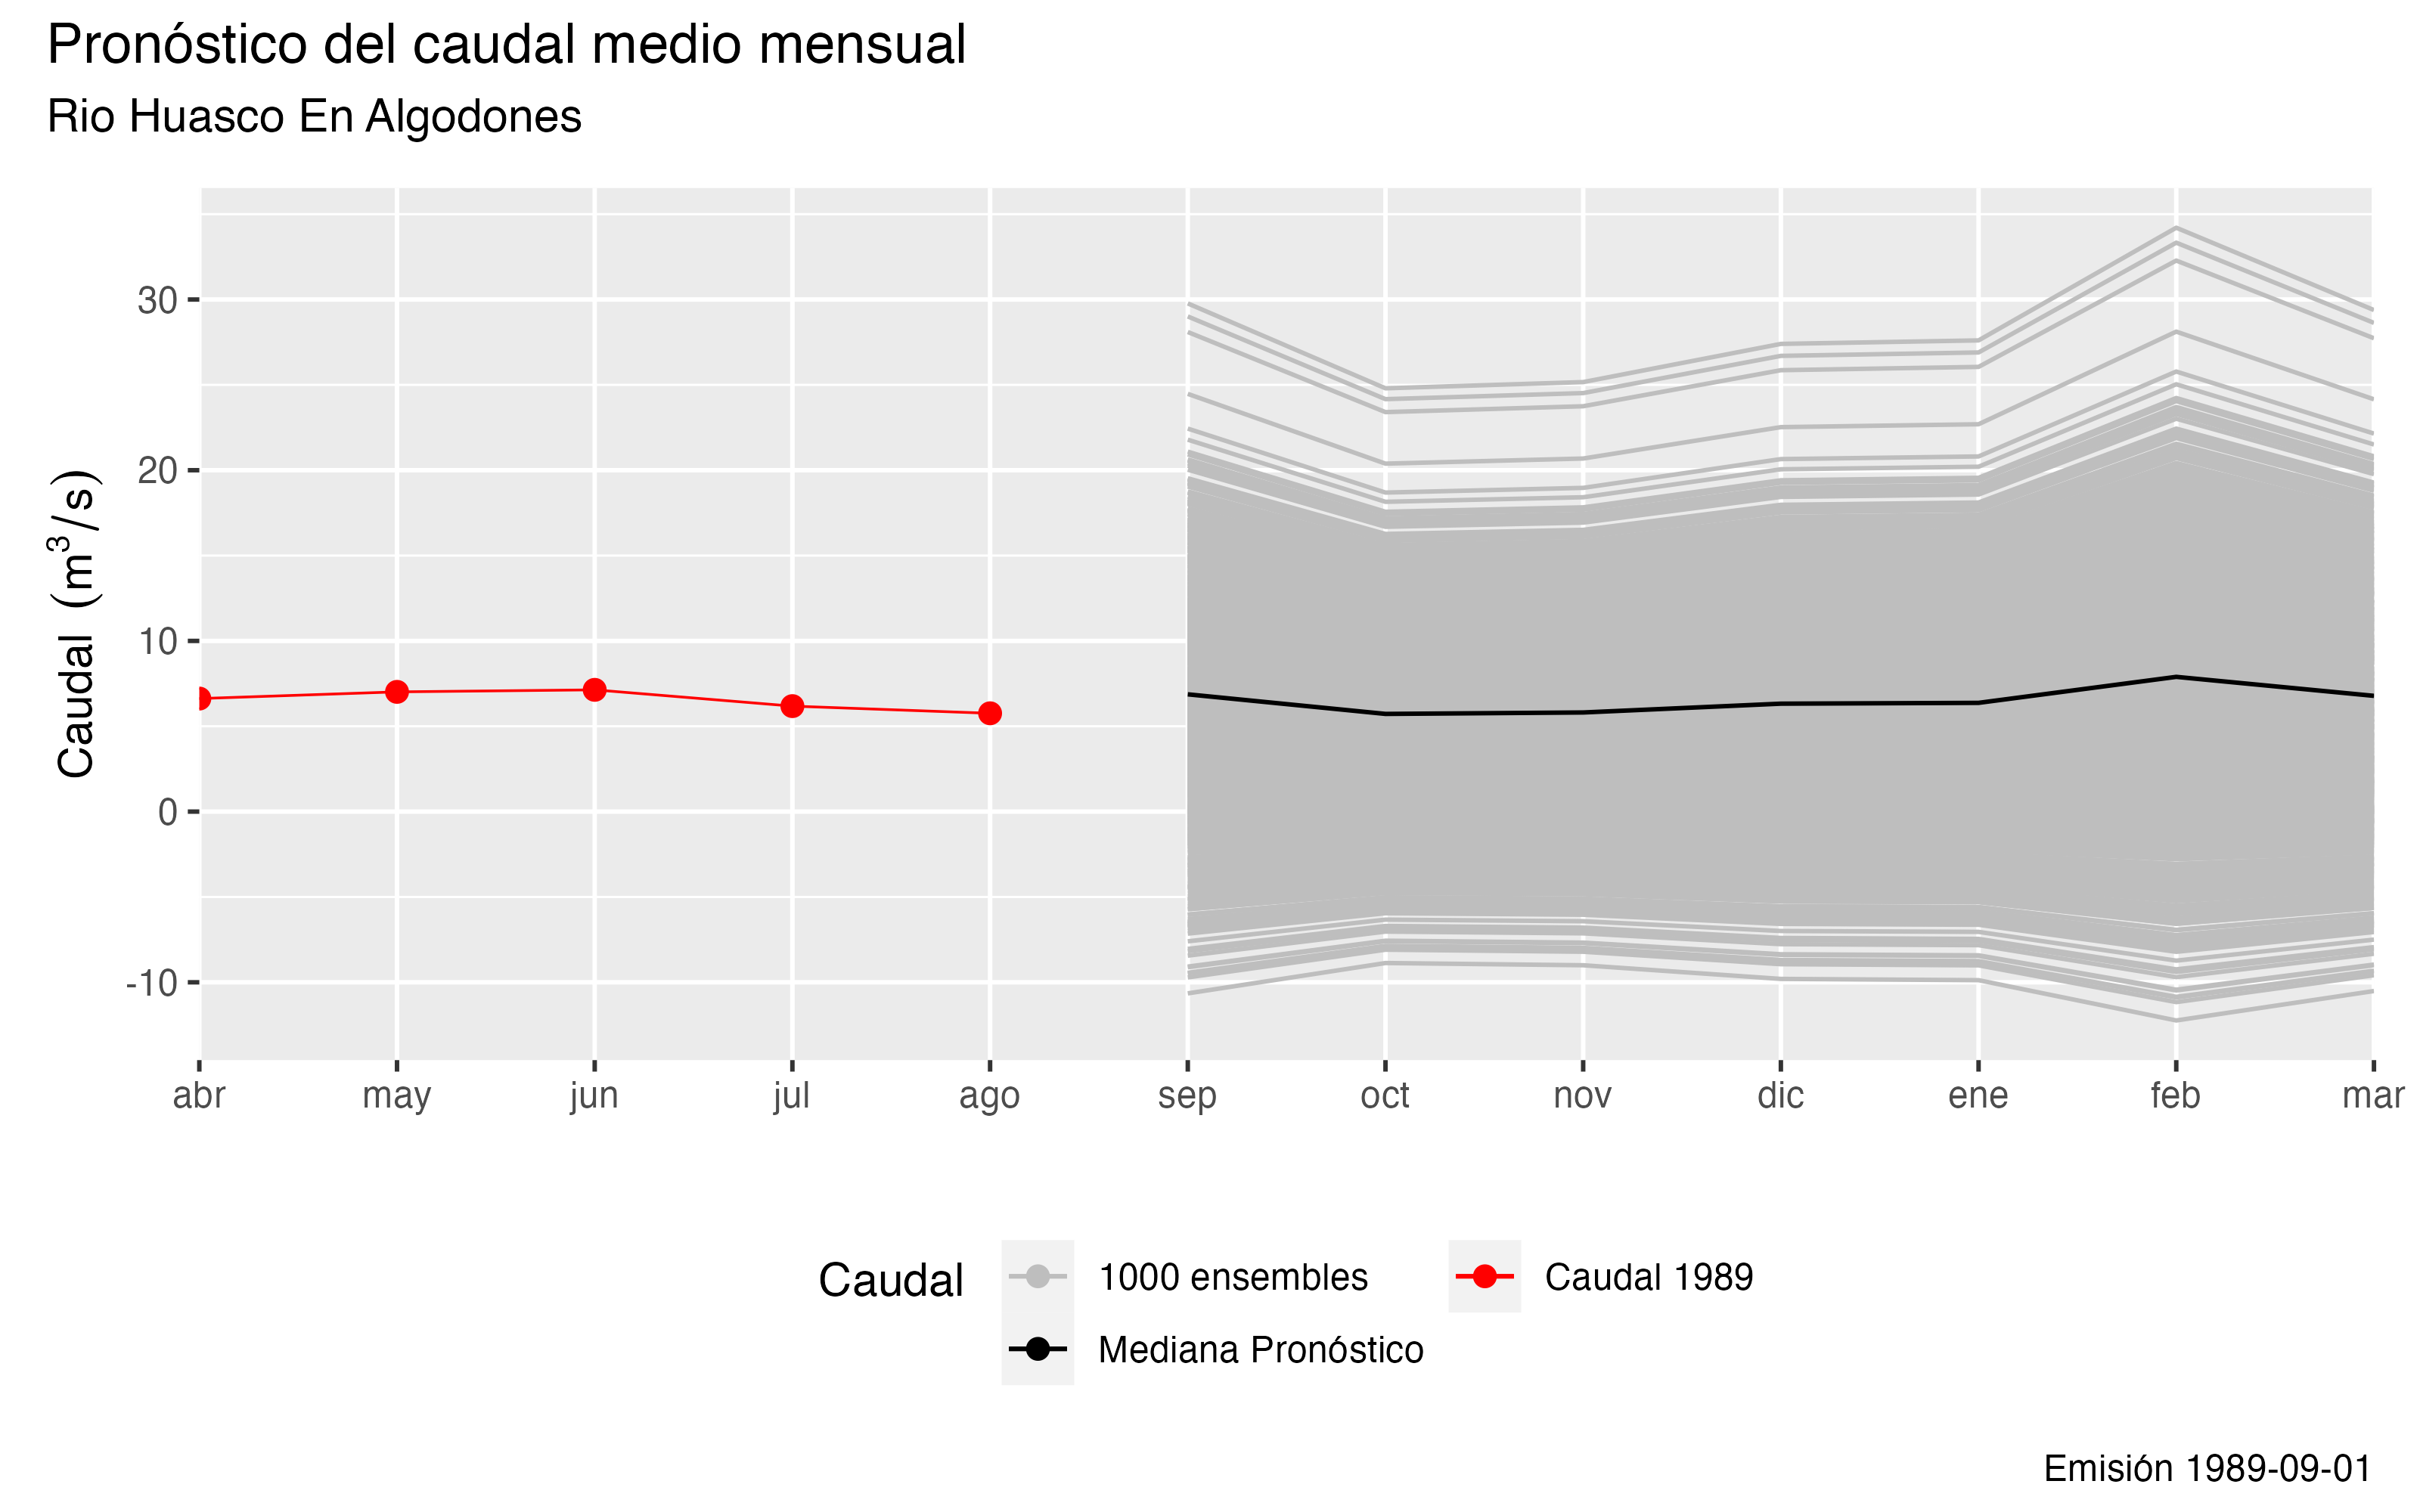 Pronóstico del caudal medio mensual
Rio Huasco En Algodones
Caudal (m³/s)
30
20
10
0
-10
abr may jun jul ago sep oct nov dic ene feb mar
Caudal
1000 ensembles
Caudal 1989
Mediana Pronóstico
Emisión 1989-09-01